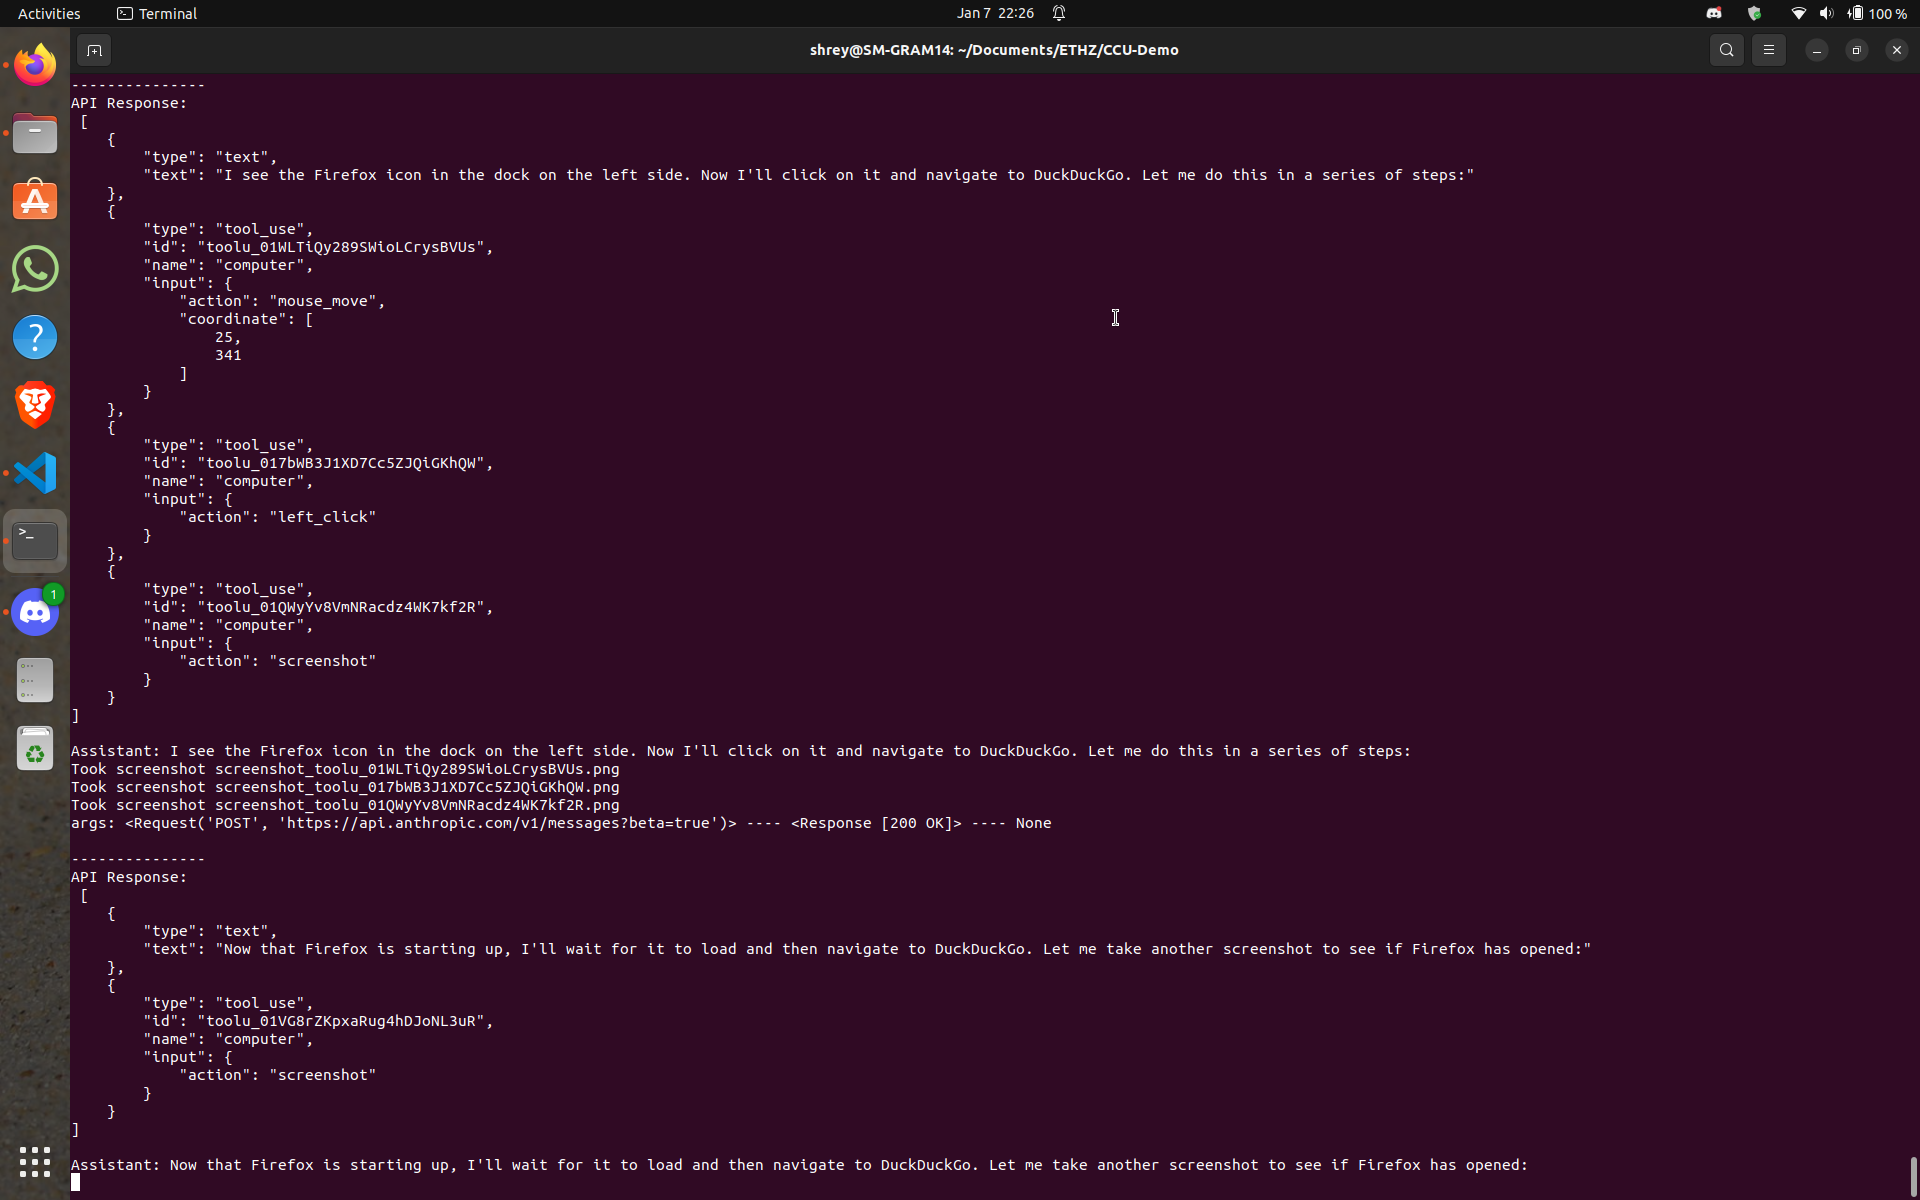 Activities Terminal Jan 7 22:26 100 %
shrey@SM-GRAM14: ~/Documents/ETHZ/CCU-Demo
---------------
API Response:
 [
    {
        "type": "text",
        "text": "I see the Firefox icon in the dock on the left side. Now I'll click on it and navigate to DuckDuckGo. Let me do this in a series of steps:"
    },
    {
        "type": "tool_use",
        "id": "toolu_01WLTiQy289SWioLCrysBVUs",
        "name": "computer",
        "input": {
            "action": "mouse_move",
            "coordinate": [
                25,
                341
            ]
        }
    },
    {
        "type": "tool_use",
        "id": "toolu_017bWB3J1XD7Cc5ZJQiGKhQW",
        "name": "computer",
        "input": {
            "action": "left_click"
        }
    },
    {
        "type": "tool_use",
        "id": "toolu_01QWyYv8VmNRacdz4WK7kf2R",
        "name": "computer",
        "input": {
            "action": "screenshot"
        }
    }
]
Assistant: I see the Firefox icon in the dock on the left side. Now I'll click on it and navigate to DuckDuckGo. Let me do this in a series of steps:
Took screenshot screenshot_toolu_01WLTiQy289SWioLCrysBVUs.png
Took screenshot screenshot_toolu_017bWB3J1XD7Cc5ZJQiGKhQW.png
Took screenshot screenshot_toolu_01QWyYv8VmNRacdz4WK7kf2R.png
args: <Request('POST', 'https://api.anthropic.com/v1/messages?beta=true')> ---- <Response [200 OK]> ---- None
---------------
API Response:
 [
    {
        "type": "text",
        "text": "Now that Firefox is starting up, I'll wait for it to load and then navigate to DuckDuckGo. Let me take another screenshot to see if Firefox has opened:"
    },
    {
        "type": "tool_use",
        "id": "toolu_01VG8rZKpxaRug4hDJoNL3uR",
        "name": "computer",
        "input": {
            "action": "screenshot"
        }
    }
]
Assistant: Now that Firefox is starting up, I'll wait for it to load and then navigate to DuckDuckGo. Let me take another screenshot to see if Firefox has opened:
1